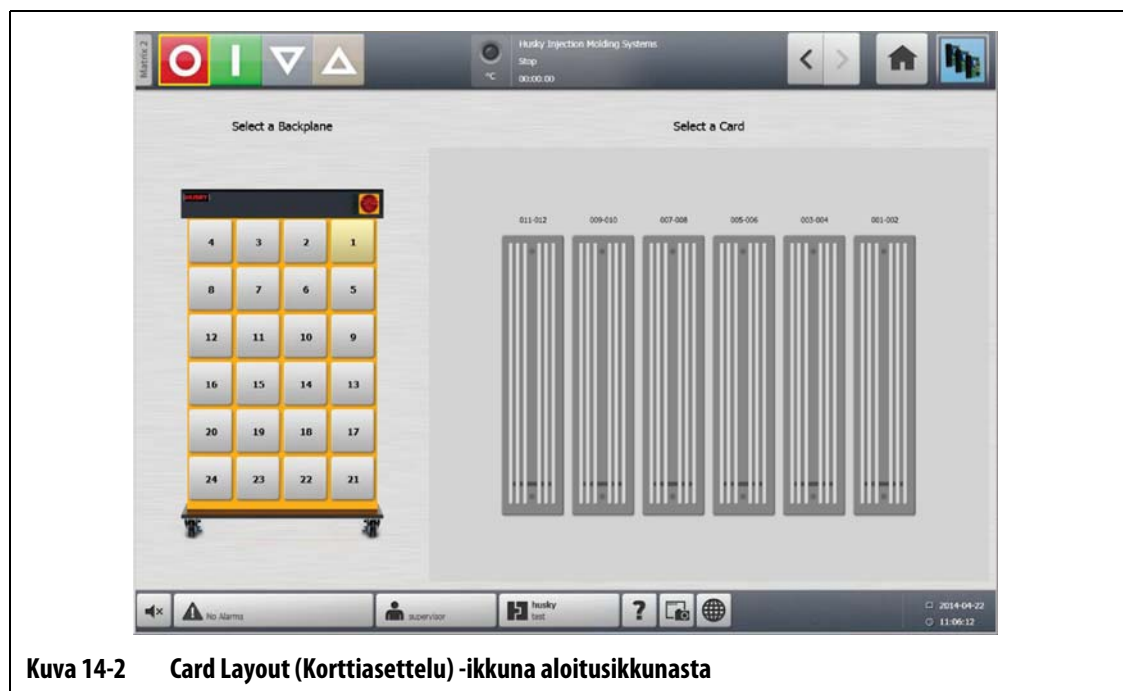 Matrix 2
Husky Injection Molding Systems
Stop
°C 00:00:00
Select a Backplane
Select a Card
HUSKY
011-012 009-010 007-008 005-006 003-004 001-002
4 3 2 1
8 7 6 5
12 11 10 9
16 15 14 13
20 19 18 17
24 23 22 21
No Alarms
supervisor
husky
test
?
2014-04-22
11:06:12
Kuva 14-2 Card Layout (Korttiasettelu) -ikkuna aloitusikkunasta